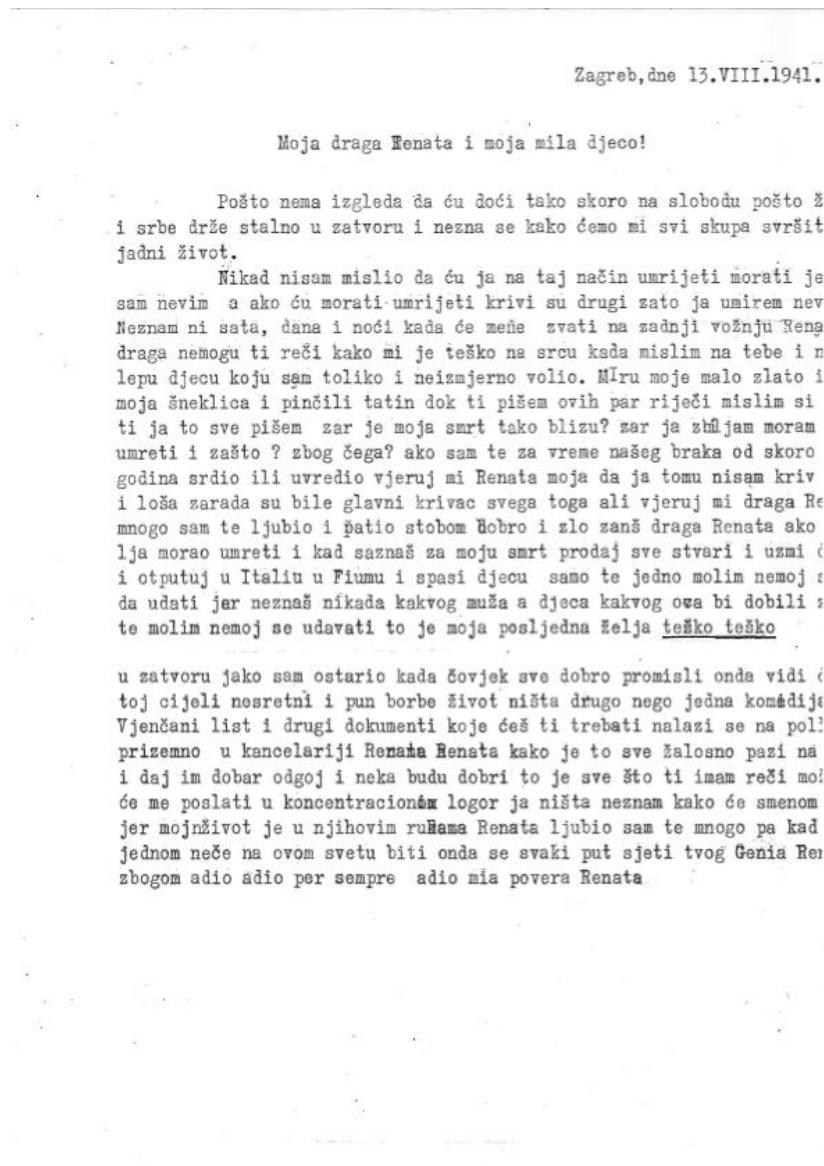 Zagreb,dne 13.VIII.1941.
Moja draga Renata i moja mila djeco!
Pošto nema izgleda da ću doći tako skoro na slobodu pošto ž
i srbe drže stalno u zatvoru i nezna se kako ćemo mi svi skupa svršit
jadni život.
Nikad nisam mislio da ću ja na taj način umrijeti morati je
sam nevim a ako ću morati umrijeti krivi su drugi zato ja umirem nev
Neznam ni sata, dana i noći kada će mene zvati na zadnji vožnju Rena
draga nemogu ti reči kako mi je teško na srcu kada mislim na tebe i n
lepu djecu koju sam toliko i neizmjerno volio. MIru moje malo zlato i
moja šneklica i pinčili tatin dok ti pišem ovih par riječi mislim si
ti ja to sve pišem zar je moja smrt tako blizu? zar ja zbiljam moram
umreti i zašto ? zbog čega? ako sam te za vreme našeg braka od skoro
godina srdio ili uvredio vjeruj mi Renata moja da ja tomu nisam kriv
i loša zarada su bile glavni krivac svega toga ali vjeruj mi draga Re
mnogo sam te ljubio i patio stobom dobro i zlo zanš draga Renata ako
lja morao umreti i kad saznaš za moju smrt prodaj sve stvari i uzmi
i otputuj u Italiu u Fiumu i spasi djecu samo te jedno molim nemoj
da udati jer neznaš nikada kakvog muža a djeca kakvog oca bi dobili
te molim nemoj se udavati to je moja posljedna želja teško teško
u zatvoru jako sam ostario kada čovjek sve dobro promisli onda vidi
toj cijeli nesretni i pun borbe život ništa drugo nego jedna komedija
Vjenčani list i drugi dokumenti koje ćeš ti trebati nalazi se na pol
prizemno u kancelariji Renata Renata kako je to sve žalosno pazi na
i daj im dobar odgoj i neka budu dobri to je sve što ti imam reči mo
će me poslati u koncentracioni logor ja ništa neznam kako će smenom
jer mojnživot je u njihovim rukama Renata ljubio sam te mnogo pa kad
jednom neče na ovom svetu biti onda se svaki put sjeti tvog Genia Ren
zbogom adio adio per sempre adio mia povera Renata